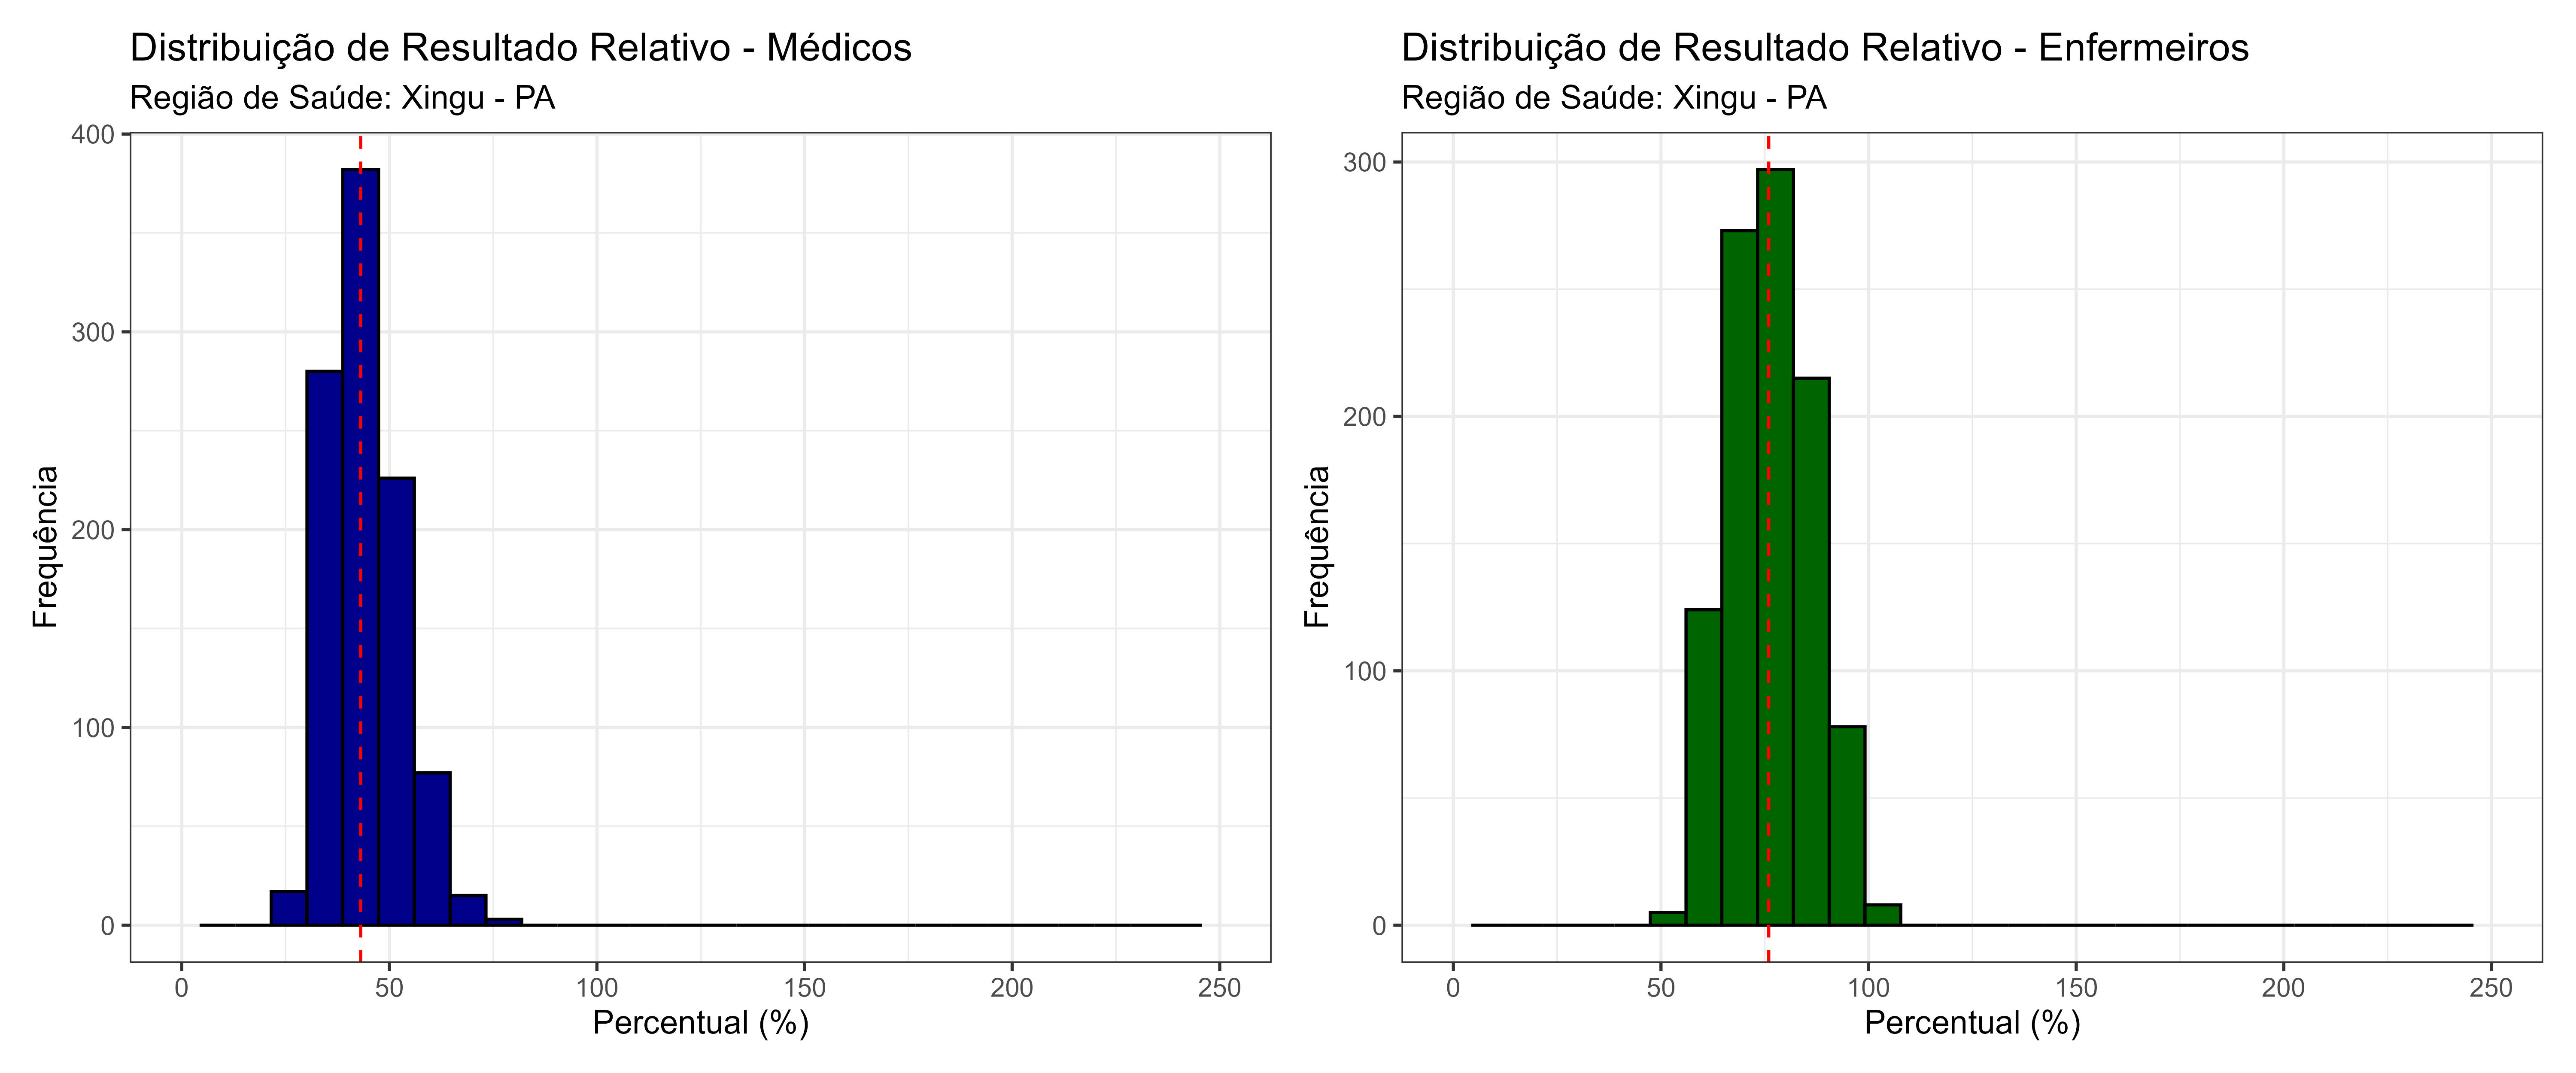 Distribuição de Resultado Relativo - Médicos
Região de Saúde: Xingu - PA
400
300
200
100
0
Frequência
0 50 100 150 200 250
Percentual (%)
Distribuição de Resultado Relativo - Enfermeiros
Região de Saúde: Xingu - PA
300
200
100
0
Frequência
0 50 100 150 200 250
Percentual (%)